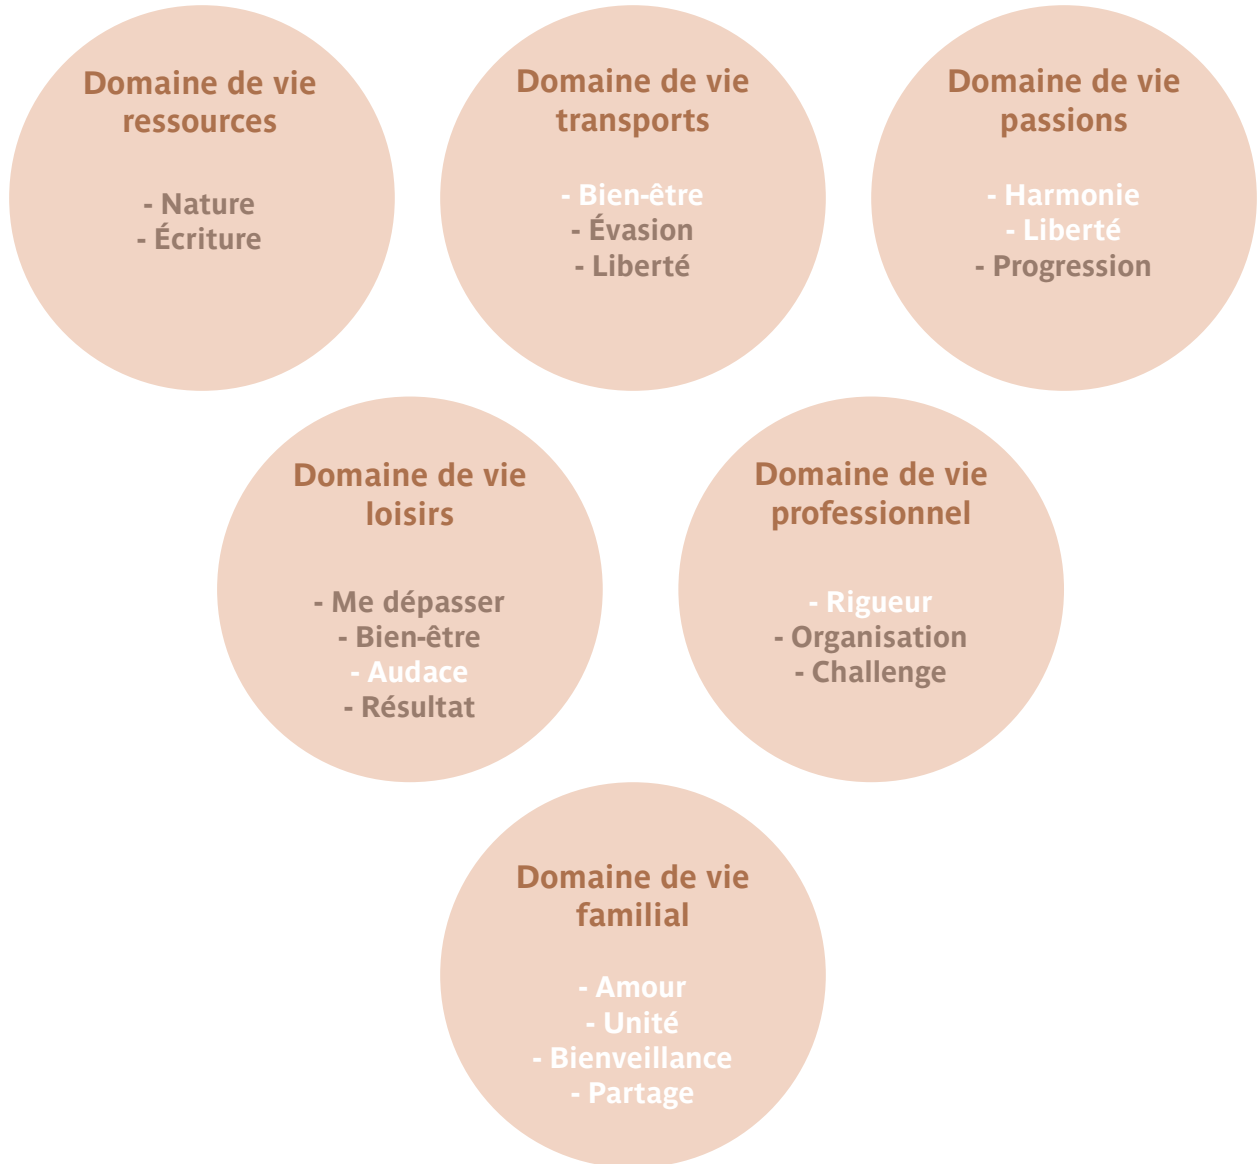 Domaine de vie
ressources
- Nature
- Écriture
Domaine de vie
transports
- Bien-être
- Évasion
- Liberté
Domaine de vie
passions
- Harmonie
- Liberté
- Progression
Domaine de vie
loisirs
- Me dépasser
- Bien-être
- Audace
- Résultat
Domaine de vie
professionnel
- Rigueur
- Organisation
- Challenge
Domaine de vie
familial
- Amour
- Unité
- Bienveillance
- Partage